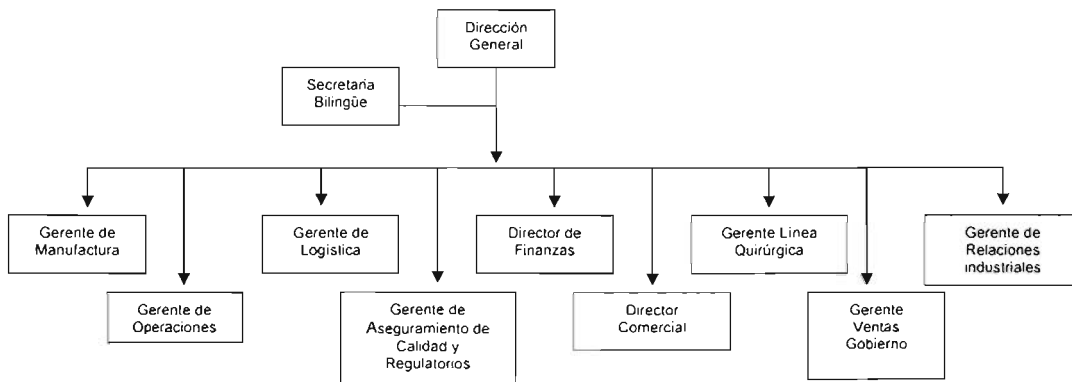 Dirección
General
Secretaria
Bilingüe
Gerente de
Manufactura
Gerente de
Logística
Director de
Finanzas
Gerente Linea
Quirúrgica
Gerente de
Relaciones
industriales
Gerente de
Operaciones
Gerente de
Aseguramiento de
Calidad y
Regulatorios
Director
Comercial
Gerente
Ventas
Gobierno